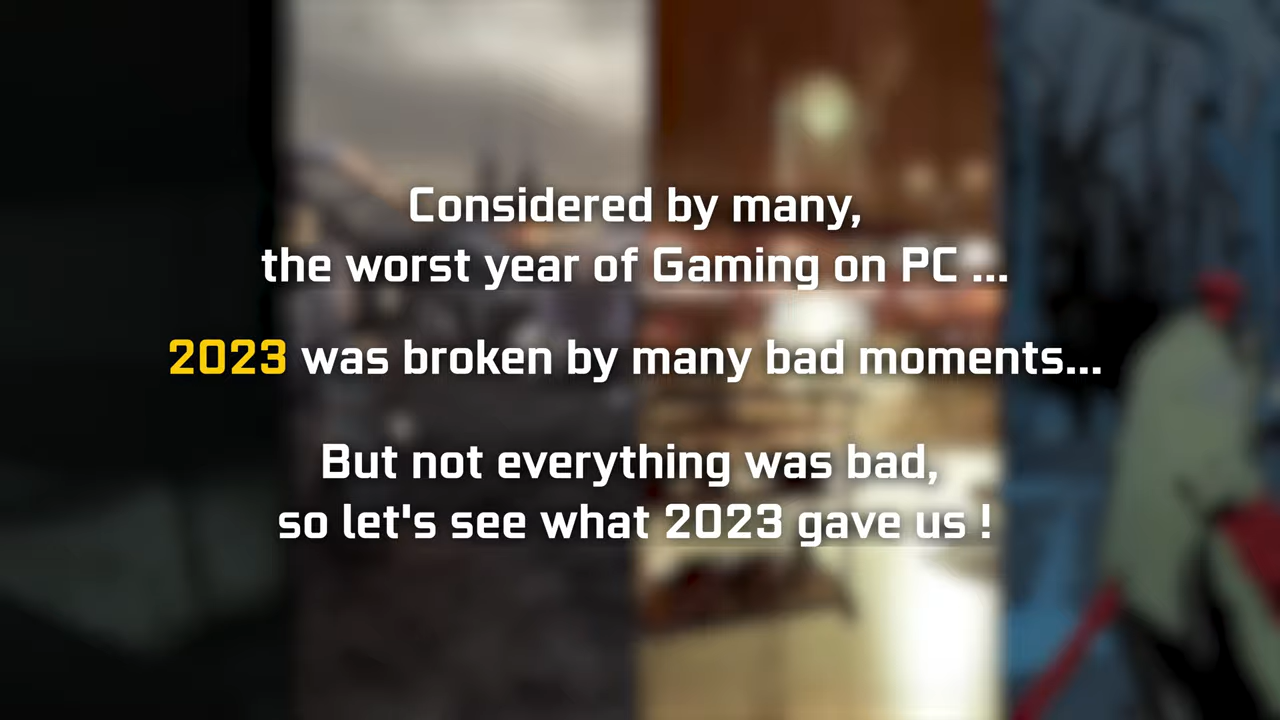 Considered by many,
the worst year of Gaming on PC ...
2023 was broken by many bad moments...
But not everything was bad,
so let's see what 2023 gave us !